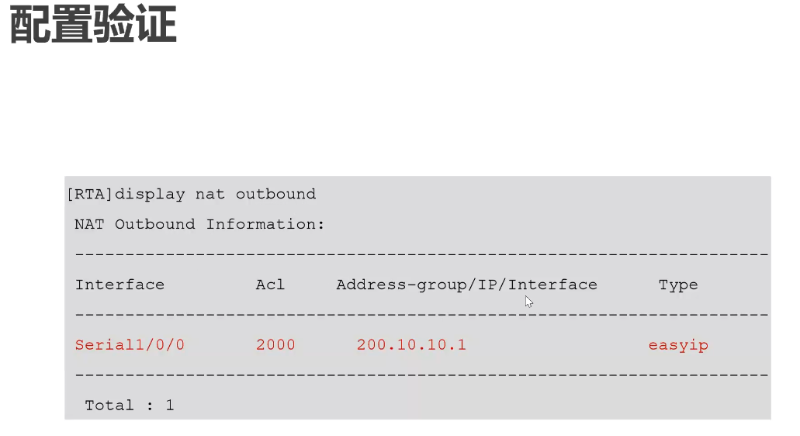 配置验证
[RTA]display nat outbound
NAT Outbound Information:
--------------------------------------------------------------------------
Interface Acl Address-group/IP/Interface Type
--------------------------------------------------------------------------
Serial1/0/0 2000 200.10.10.1 easyip
--------------------------------------------------------------------------
Total : 1